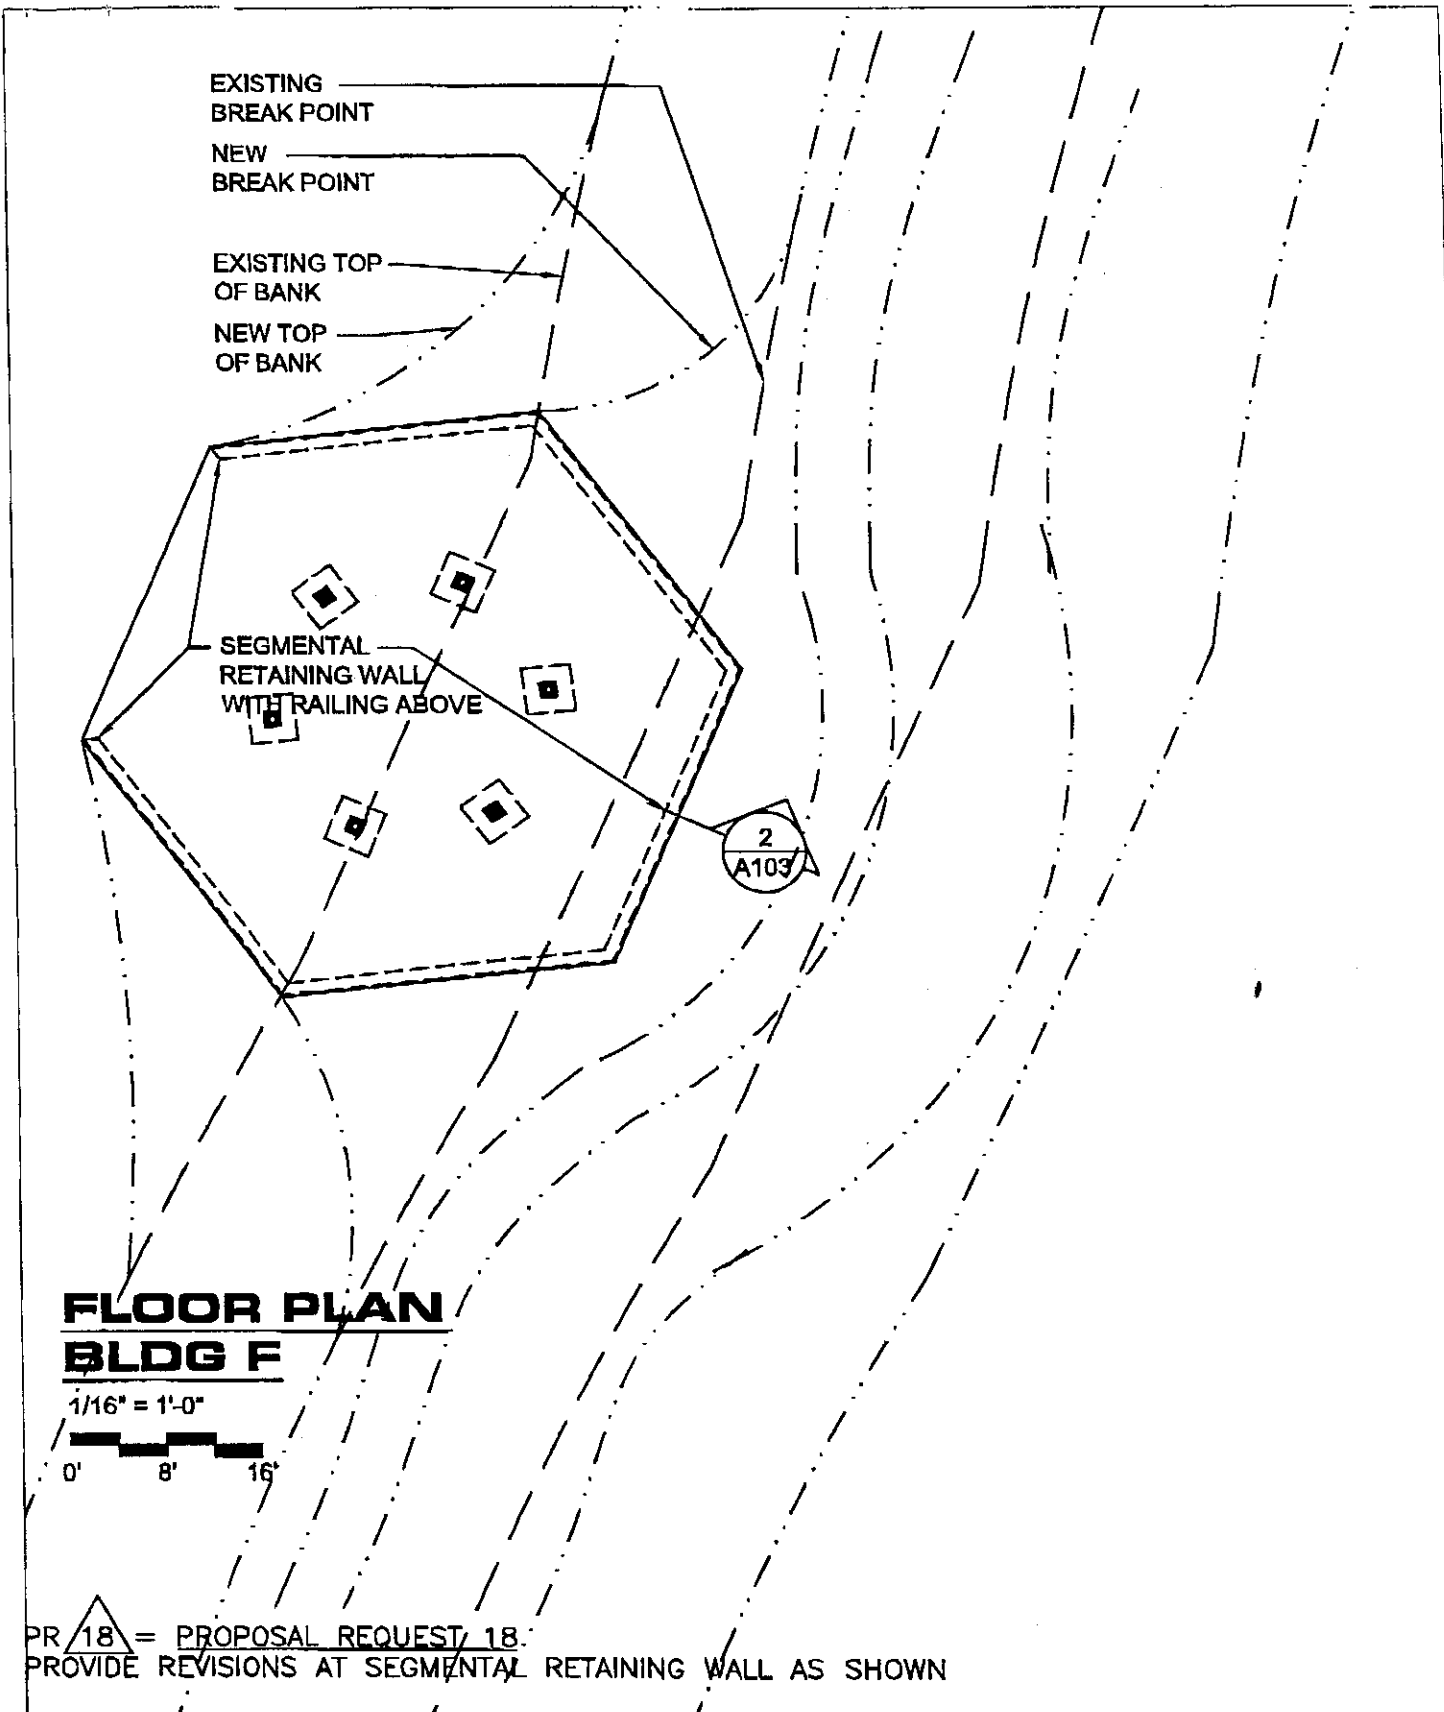 EXISTING
BREAK POINT
NEW
BREAK POINT
EXISTING TOP
OF BANK
NEW TOP
OF BANK
SEGMENTAL
RETAINING WALL
WITH RAILING ABOVE
2
A103
FLOOR PLAN
BLDG F
1/16" = 1'-0"
0' 8' 16'
PR 18 = PROPOSAL REQUEST 18.
PROVIDE REVISIONS AT SEGMENTAL RETAINING WALL AS SHOWN